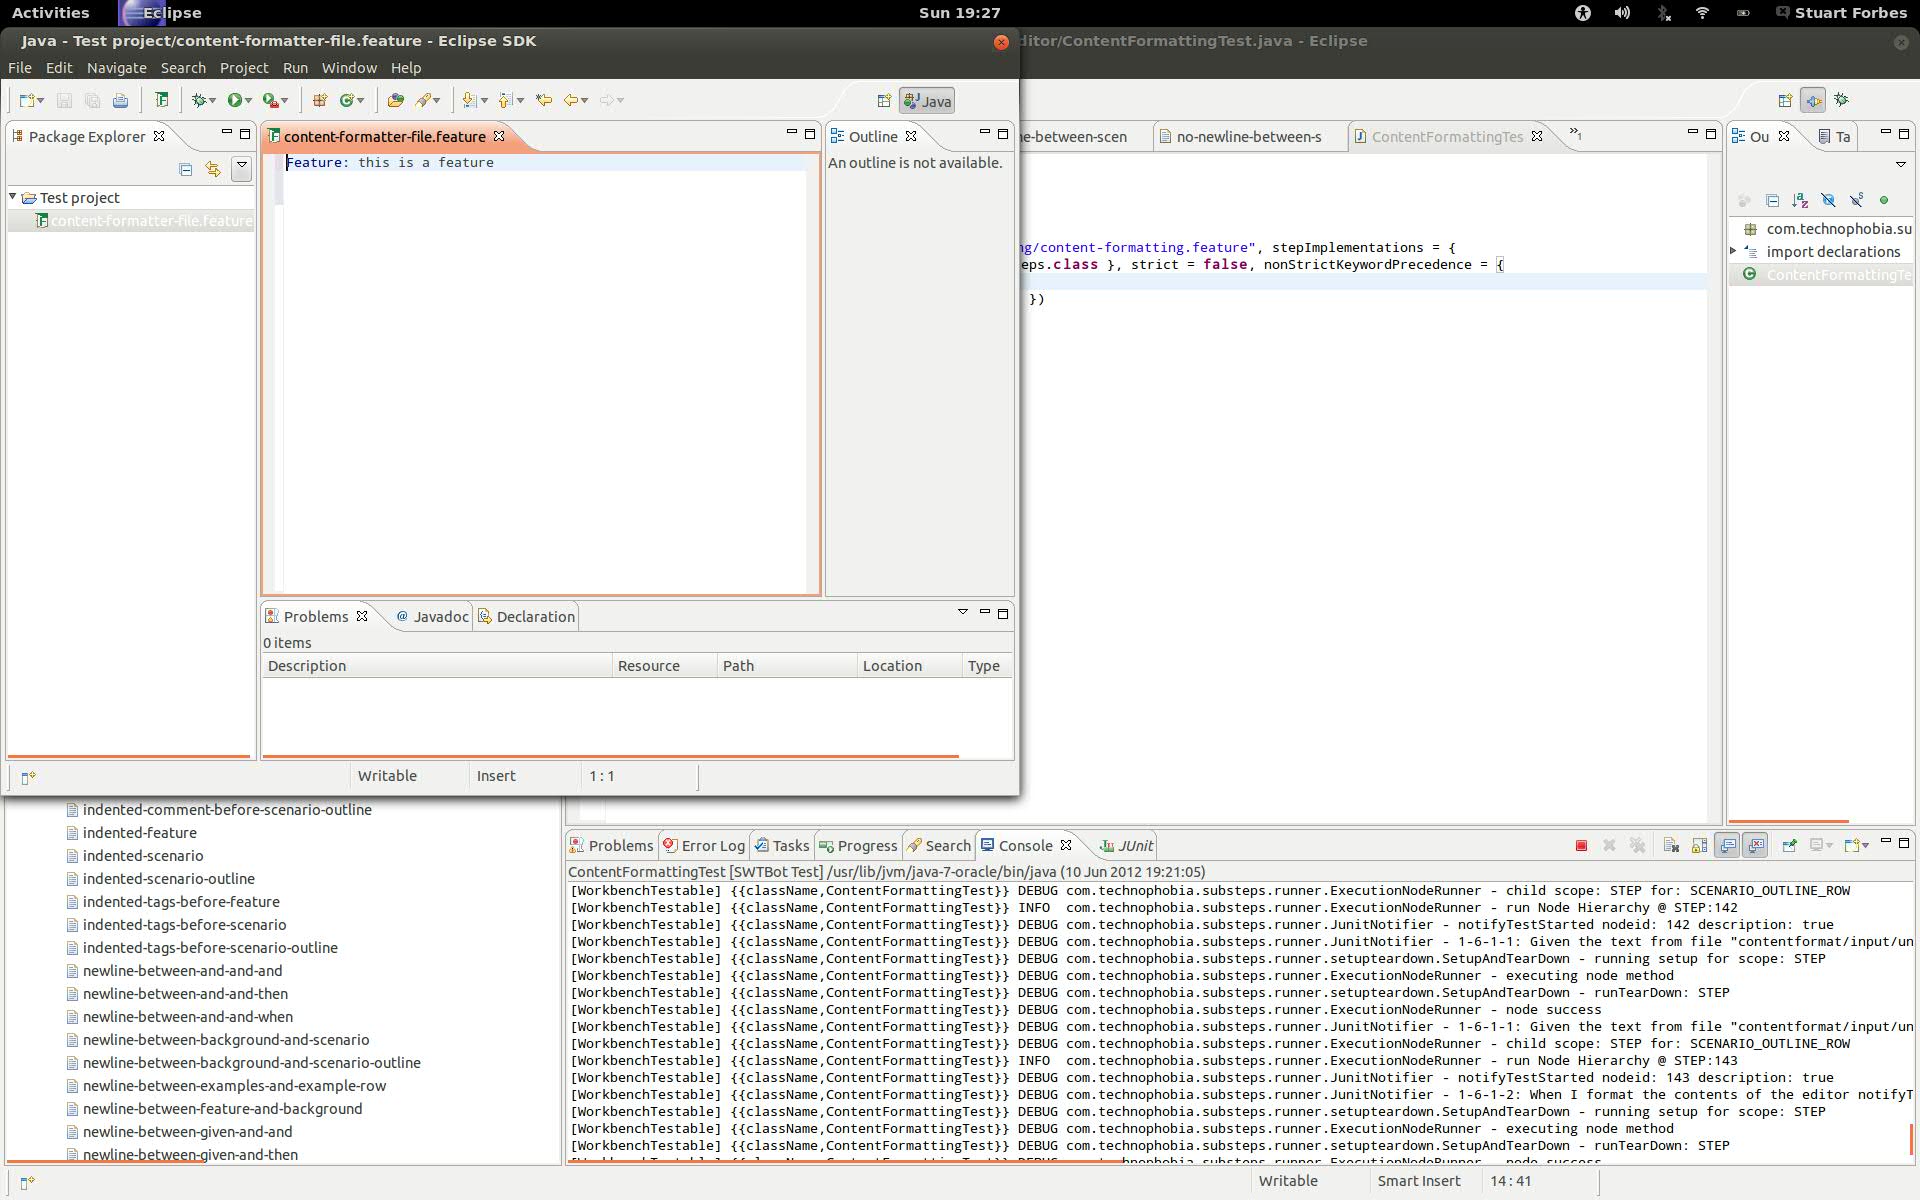 Activities
Eclipse
Sun 19:27
Stuart Forbes
Java - Test project/content-formatter-file.feature - Eclipse SDK
ditor/ContentFormattingTest.java - Eclipse
File Edit Navigate Search Project Run Window Help
Java
Package Explorer
content-formatter-file.feature
Outline
e-between-scen
no-newline-between-s
ContentFormattingTes
»1
Ou
Ta
Feature: this is a feature
An outline is not available.
Test project
content-formatter-file.feature
com.technophobia.su
import declarations
ContentFormattingTe
g/content-formatting.feature", stepImplementations = {
eps.class }, strict = false, nonStrictKeywordPrecedence = {
})
Problems
@ Javadoc
Declaration
0 items
Description Resource Path Location Type
Writable Insert 1 : 1
indented-comment-before-scenario-outline
indented-feature
indented-scenario
indented-scenario-outline
indented-tags-before-feature
indented-tags-before-scenario
indented-tags-before-scenario-outline
newline-between-and-and-and
newline-between-and-and-then
newline-between-and-and-when
newline-between-background-and-scenario
newline-between-background-and-scenario-outline
newline-between-examples-and-example-row
newline-between-feature-and-background
newline-between-given-and-and
newline-between-given-and-then
Problems Error Log Tasks Progress Search Console JUnit
ContentFormattingTest [SWTBot Test] /usr/lib/jvm/java-7-oracle/bin/java (10 Jun 2012 19:21:05)
[WorkbenchTestable] {{className,ContentFormattingTest}} DEBUG com.technophobia.substeps.runner.ExecutionNodeRunner - child scope: STEP for: SCENARIO_OUTLINE_ROW
[WorkbenchTestable] {{className,ContentFormattingTest}} INFO  com.technophobia.substeps.runner.ExecutionNodeRunner - run Node Hierarchy @ STEP:142
[WorkbenchTestable] {{className,ContentFormattingTest}} DEBUG com.technophobia.substeps.runner.JunitNotifier - notifyTestStarted nodeid: 142 description: true
[WorkbenchTestable] {{className,ContentFormattingTest}} DEBUG com.technophobia.substeps.runner.JunitNotifier - 1-6-1-1: Given the text from file "contentformat/input/un
[WorkbenchTestable] {{className,ContentFormattingTest}} DEBUG com.technophobia.substeps.runner.setupteardown.SetupAndTearDown - running setup for scope: STEP
[WorkbenchTestable] {{className,ContentFormattingTest}} DEBUG com.technophobia.substeps.runner.ExecutionNodeRunner - executing node method
[WorkbenchTestable] {{className,ContentFormattingTest}} DEBUG com.technophobia.substeps.runner.setupteardown.SetupAndTearDown - runTearDown: STEP
[WorkbenchTestable] {{className,ContentFormattingTest}} DEBUG com.technophobia.substeps.runner.ExecutionNodeRunner - node success
[WorkbenchTestable] {{className,ContentFormattingTest}} DEBUG com.technophobia.substeps.runner.JunitNotifier - 1-6-1-1: Given the text from file "contentformat/input/un
[WorkbenchTestable] {{className,ContentFormattingTest}} DEBUG com.technophobia.substeps.runner.ExecutionNodeRunner - child scope: STEP for: SCENARIO_OUTLINE_ROW
[WorkbenchTestable] {{className,ContentFormattingTest}} INFO  com.technophobia.substeps.runner.ExecutionNodeRunner - run Node Hierarchy @ STEP:143
[WorkbenchTestable] {{className,ContentFormattingTest}} DEBUG com.technophobia.substeps.runner.JunitNotifier - notifyTestStarted nodeid: 143 description: true
[WorkbenchTestable] {{className,ContentFormattingTest}} DEBUG com.technophobia.substeps.runner.JunitNotifier - 1-6-1-2: When I format the contents of the editor notifyT
[WorkbenchTestable] {{className,ContentFormattingTest}} DEBUG com.technophobia.substeps.runner.setupteardown.SetupAndTearDown - running setup for scope: STEP
[WorkbenchTestable] {{className,ContentFormattingTest}} DEBUG com.technophobia.substeps.runner.ExecutionNodeRunner - executing node method
[WorkbenchTestable] {{className,ContentFormattingTest}} DEBUG com.technophobia.substeps.runner.setupteardown.SetupAndTearDown - runTearDown: STEP
Writable Smart Insert 14 : 41